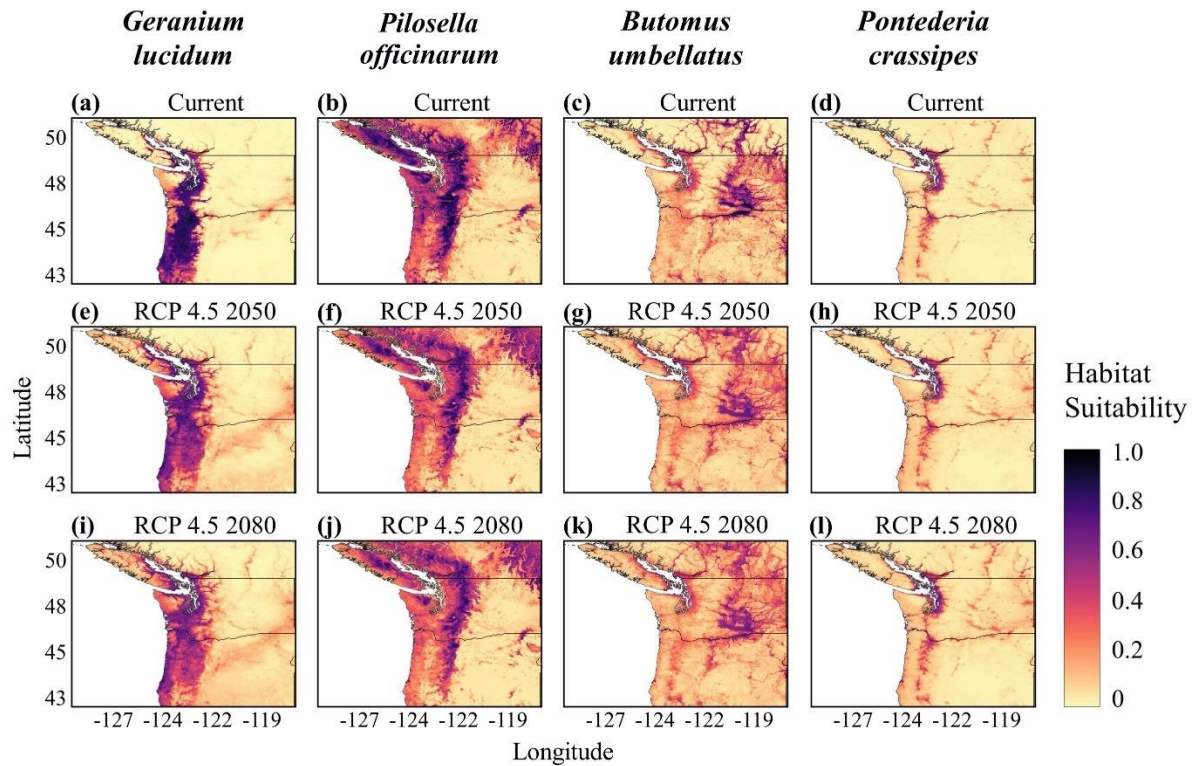 Geranium lucidum
Pilosella officinarum
Butomus umbellatus
Pontederia crassipes
(a) Current
(b) Current
(c) Current
(d) Current
50
48
45
43
(e) RCP 4.5 2050
(f) RCP 4.5 2050
(g) RCP 4.5 2050
(h) RCP 4.5 2050
50
48
45
43
(i) RCP 4.5 2080
(j) RCP 4.5 2080
(k) RCP 4.5 2080
(l) RCP 4.5 2080
50
48
45
43
-127 -124 -122 -119
-127 -124 -122 -119
-127 -124 -122 -119
-127 -124 -122 -119
Latitude
Longitude
Habitat
Suitability
1.0
0.8
0.6
0.4
0.2
0